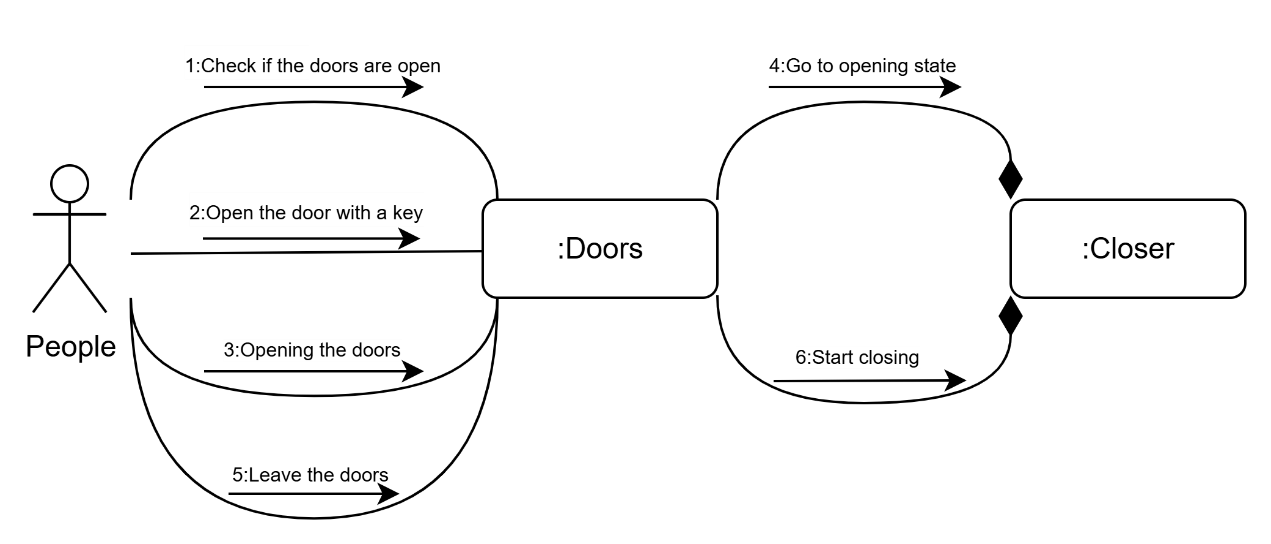 1:Check if the doors are open
4:Go to opening state
2:Open the door with a key
:Doors
:Closer
People
3:Opening the doors
6:Start closing
5:Leave the doors